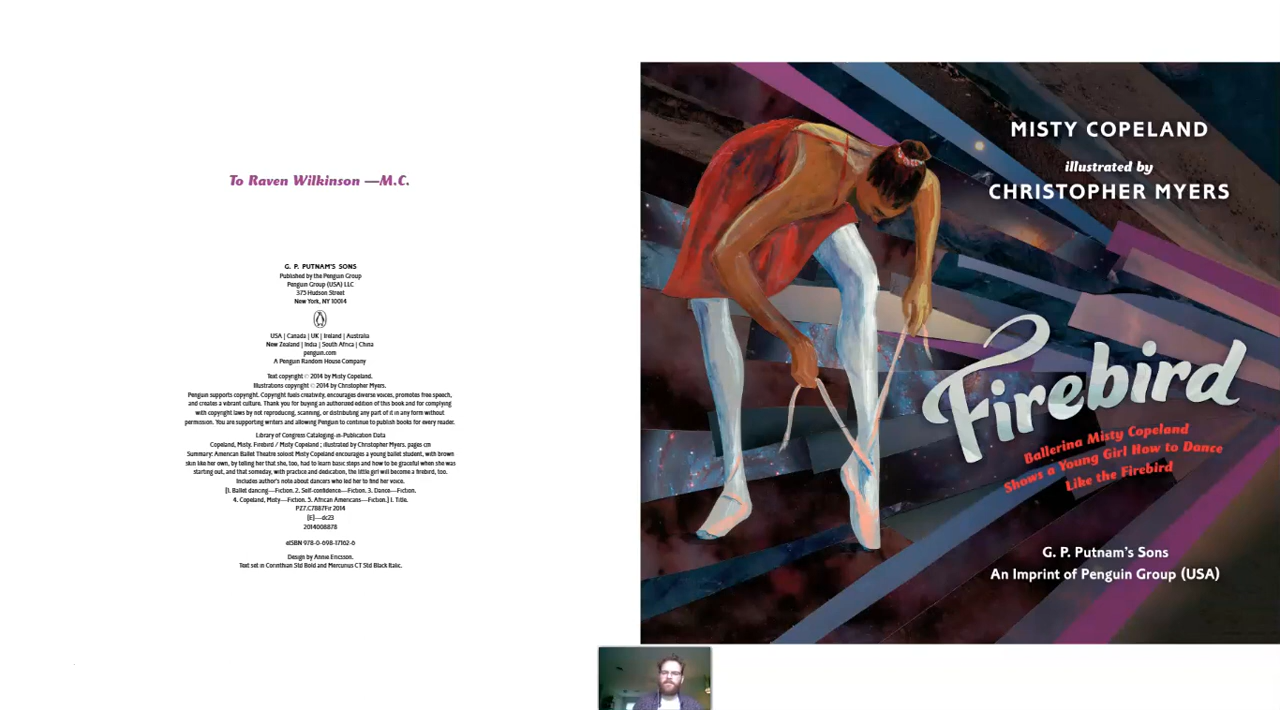 To Raven Wilkinson —M.C.
G. P. PUTNAM'S SONS
Published by the Penguin Group
Penguin Group (USA) LLC
375 Hudson Street
New York, NY 10014
USA | Canada | UK | Ireland | Australia
New Zealand | India | South Africa | China
penguin.com
A Penguin Random House Company
Text copyright © 2014 by Misty Copeland.
Illustrations copyright © 2014 by Christopher Myers.
Penguin supports copyright. Copyright fuels creativity, encourages diverse voices, promotes free speech,
and creates a vibrant culture. Thank you for buying an authorized edition of this book and for complying
with copyright laws by not reproducing, scanning, or distributing any part of it in any form without
permission. You are supporting writers and allowing Penguin to continue to publish books for every reader.
Library of Congress Cataloging-in-Publication Data
Copeland, Misty. Firebird / Misty Copeland ; illustrated by Christopher Myers. pages cm
Summary: American Ballet Theatre soloist Misty Copeland encourages a young ballet student, with brown
skin like her own, by telling her that she, too, had to learn basic steps and how to be graceful when she was
starting out, and that someday, with practice and dedication, the little girl will become a firebird, too.
Includes author's note about dancers who led her to find her voice.
[1. Ballet dancing—Fiction. 2. Self-confidence—Fiction. 3. Dance—Fiction.
4. Copeland, Misty—Fiction. 5. African Americans—Fiction.] I. Title.
PZ7.C7887Fir 2014
[E]—dc23
2014008878
eISBN 978-0-698-17162-6
Design by Annie Ericsson.
Text set in Corinthian Std Bold and Mercurius CT Std Black Italic.
MISTY COPELAND
illustrated by
CHRISTOPHER MYERS
Firebird
Ballerina Misty Copeland
Shows a Young Girl How to Dance
Like the Firebird
G. P. Putnam's Sons
An Imprint of Penguin Group (USA)